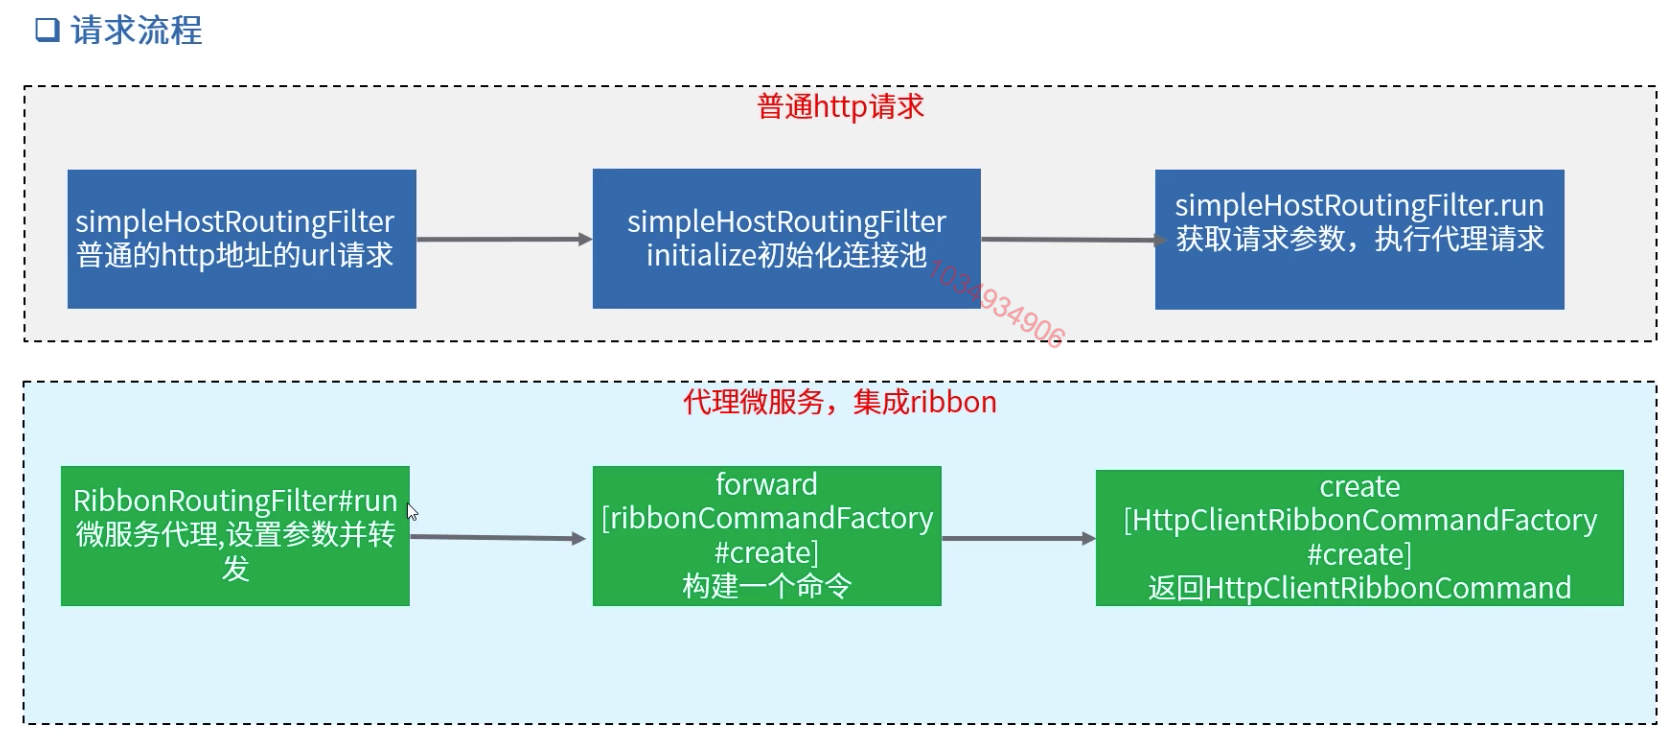 请求流程
普通http请求
simpleHostRoutingFilter
普通的http地址的url请求
simpleHostRoutingFilter
initialize初始化连接池
simpleHostRoutingFilter.run
获取请求参数，执行代理请求
1034934906
代理微服务，集成ribbon
RibbonRoutingFilter#run
微服务代理,设置参数并转
发
forward
[ribbonCommandFactory
#create]
构建一个命令
create
[HttpClientRibbonCommandFactory
#create]
返回HttpClientRibbonCommand